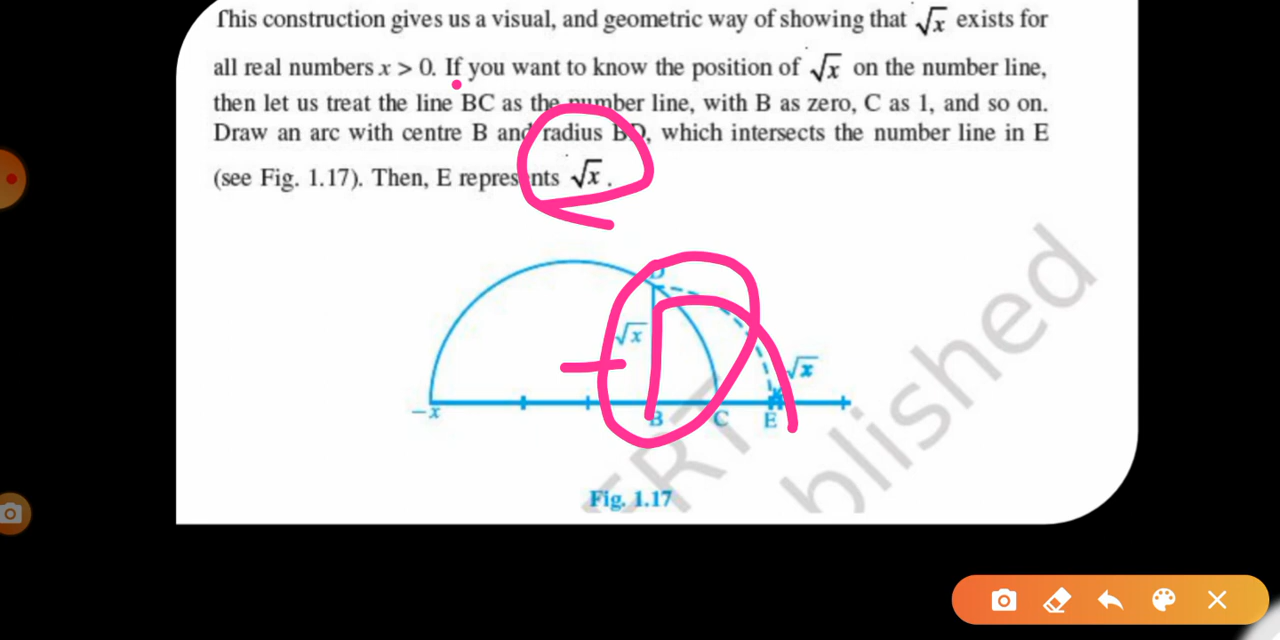 This construction gives us a visual, and geometric way of showing that √x exists for
all real numbers x > 0. If you want to know the position of √x on the number line,
then let us treat the line BC as the number line, with B as zero, C as 1, and so on.
Draw an arc with centre B and radius BD, which intersects the number line in E
(see Fig. 1.17). Then, E represents √x.
D
√x
√x
−x
B
C
E
Fig. 1.17
blished